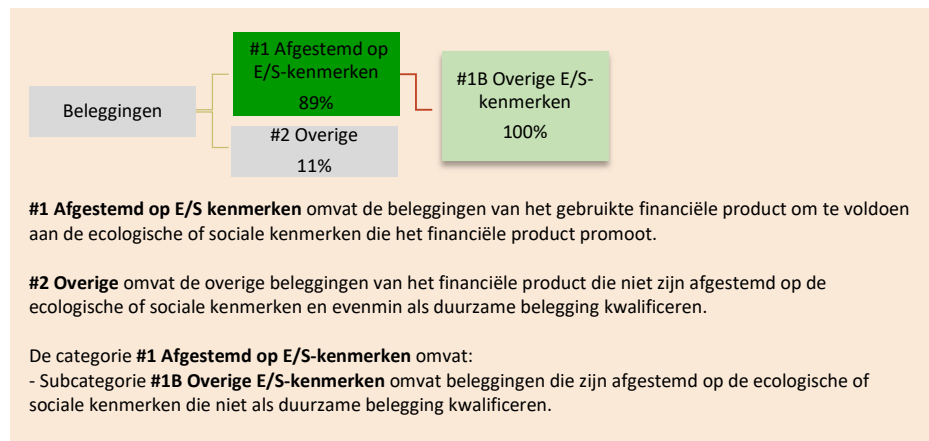 #1 Afgestemd op
E/S-kenmerken
89%
Beleggingen
#2 Overige
11%
#1B Overige E/S-
kenmerken
100%
#1 Afgestemd op E/S kenmerken omvat de beleggingen van het gebruikte financiële product om te voldoen
aan de ecologische of sociale kenmerken die het financiële product promoot.
#2 Overige omvat de overige beleggingen van het financiële product die niet zijn afgestemd op de
ecologische of sociale kenmerken en evenmin als duurzame belegging kwalificeren.
De categorie #1 Afgestemd op E/S-kenmerken omvat:
- Subcategorie #1B Overige E/S-kenmerken omvat beleggingen die zijn afgestemd op de ecologische of
sociale kenmerken die niet als duurzame belegging kwalificeren.